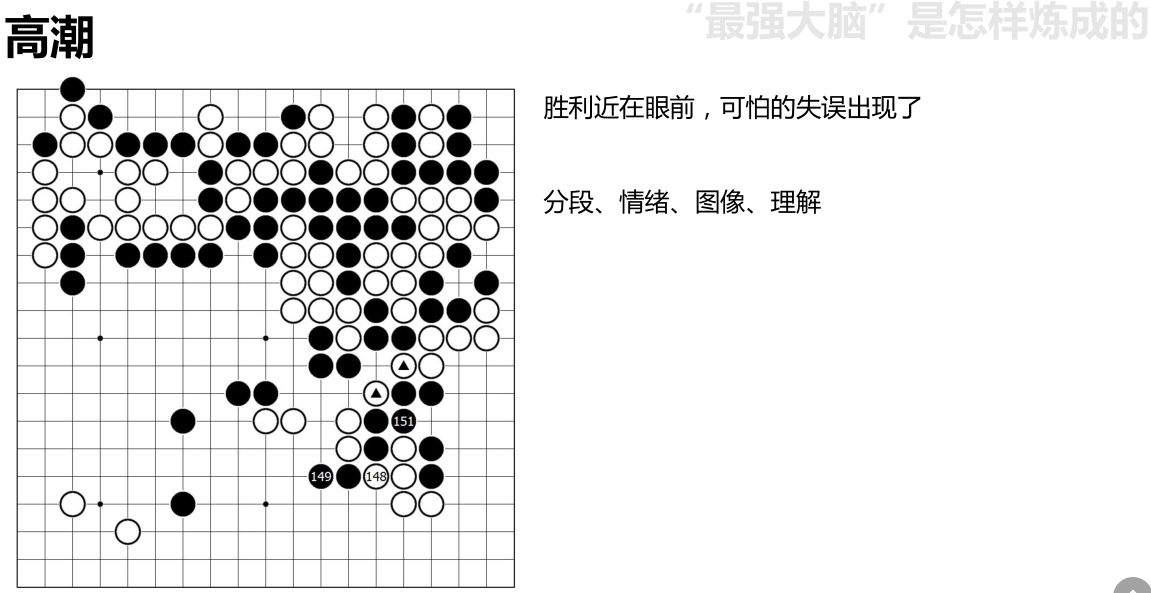 “最强大脑”是怎样炼成的
高潮
胜利近在眼前，可怕的失误出现了
分段、情绪、图像、理解
151
149
148